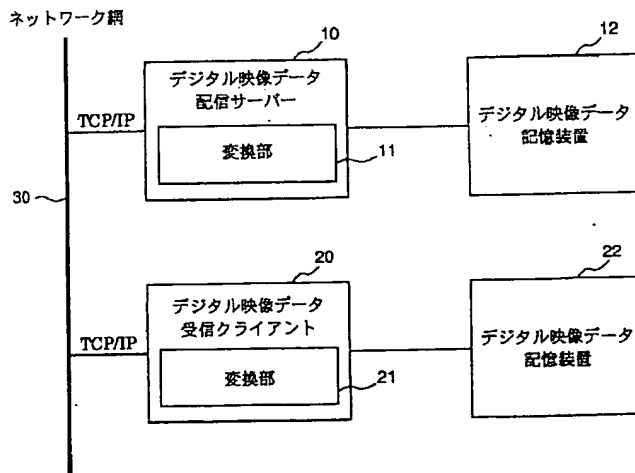 ネットワーク網
10
12
デジタル映像データ
配信サーバー
TCP/IP
変換部
11
デジタル映像データ
記憶装置
30
20
22
デジタル映像データ
受信クライアント
TCP/IP
変換部
21
デジタル映像データ
記憶装置